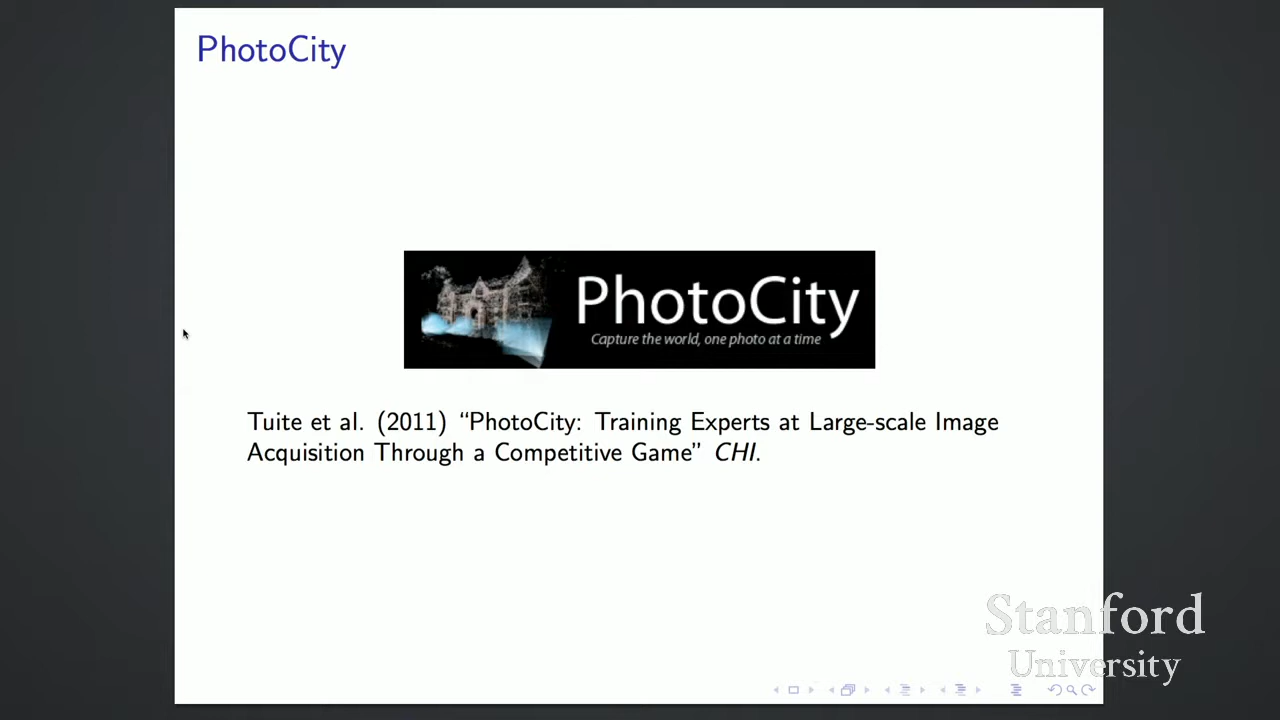 PhotoCity
PhotoCity
Capture the world, one photo at a time
Tuite et al. (2011) “PhotoCity: Training Experts at Large-scale Image
Acquisition Through a Competitive Game” CHI.
Stanford
University